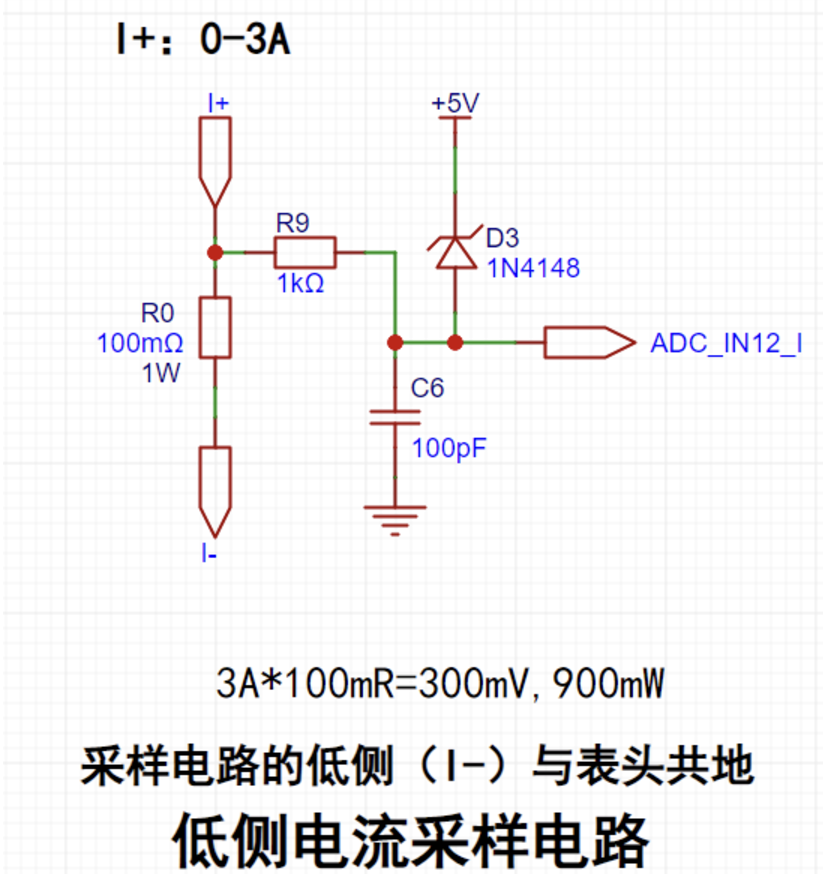 I+: 0-3A
I+
+5V
R9
1kΩ
D3
1N4148
R0
100mΩ
1W
ADC_IN12_I
C6
100pF
I-
3A*100mR=300mV,900mW
采样电路的低侧（I-）与表头共地
低侧电流采样电路